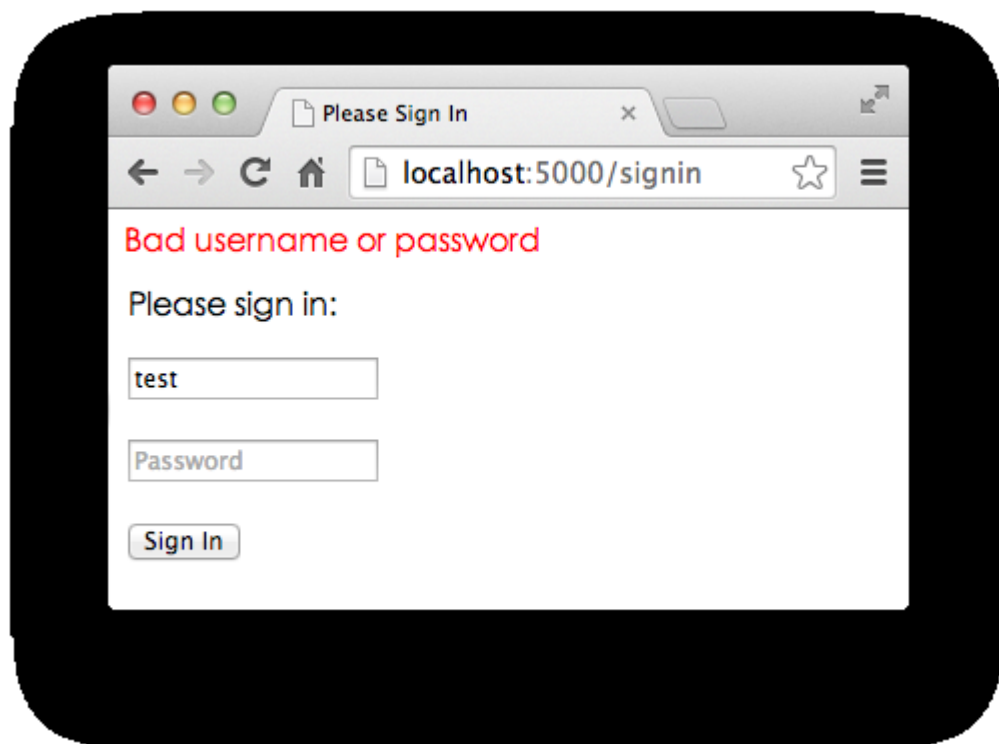 Please Sign In
localhost:5000/signin
Bad username or password
Please sign in:
test
Password
Sign In